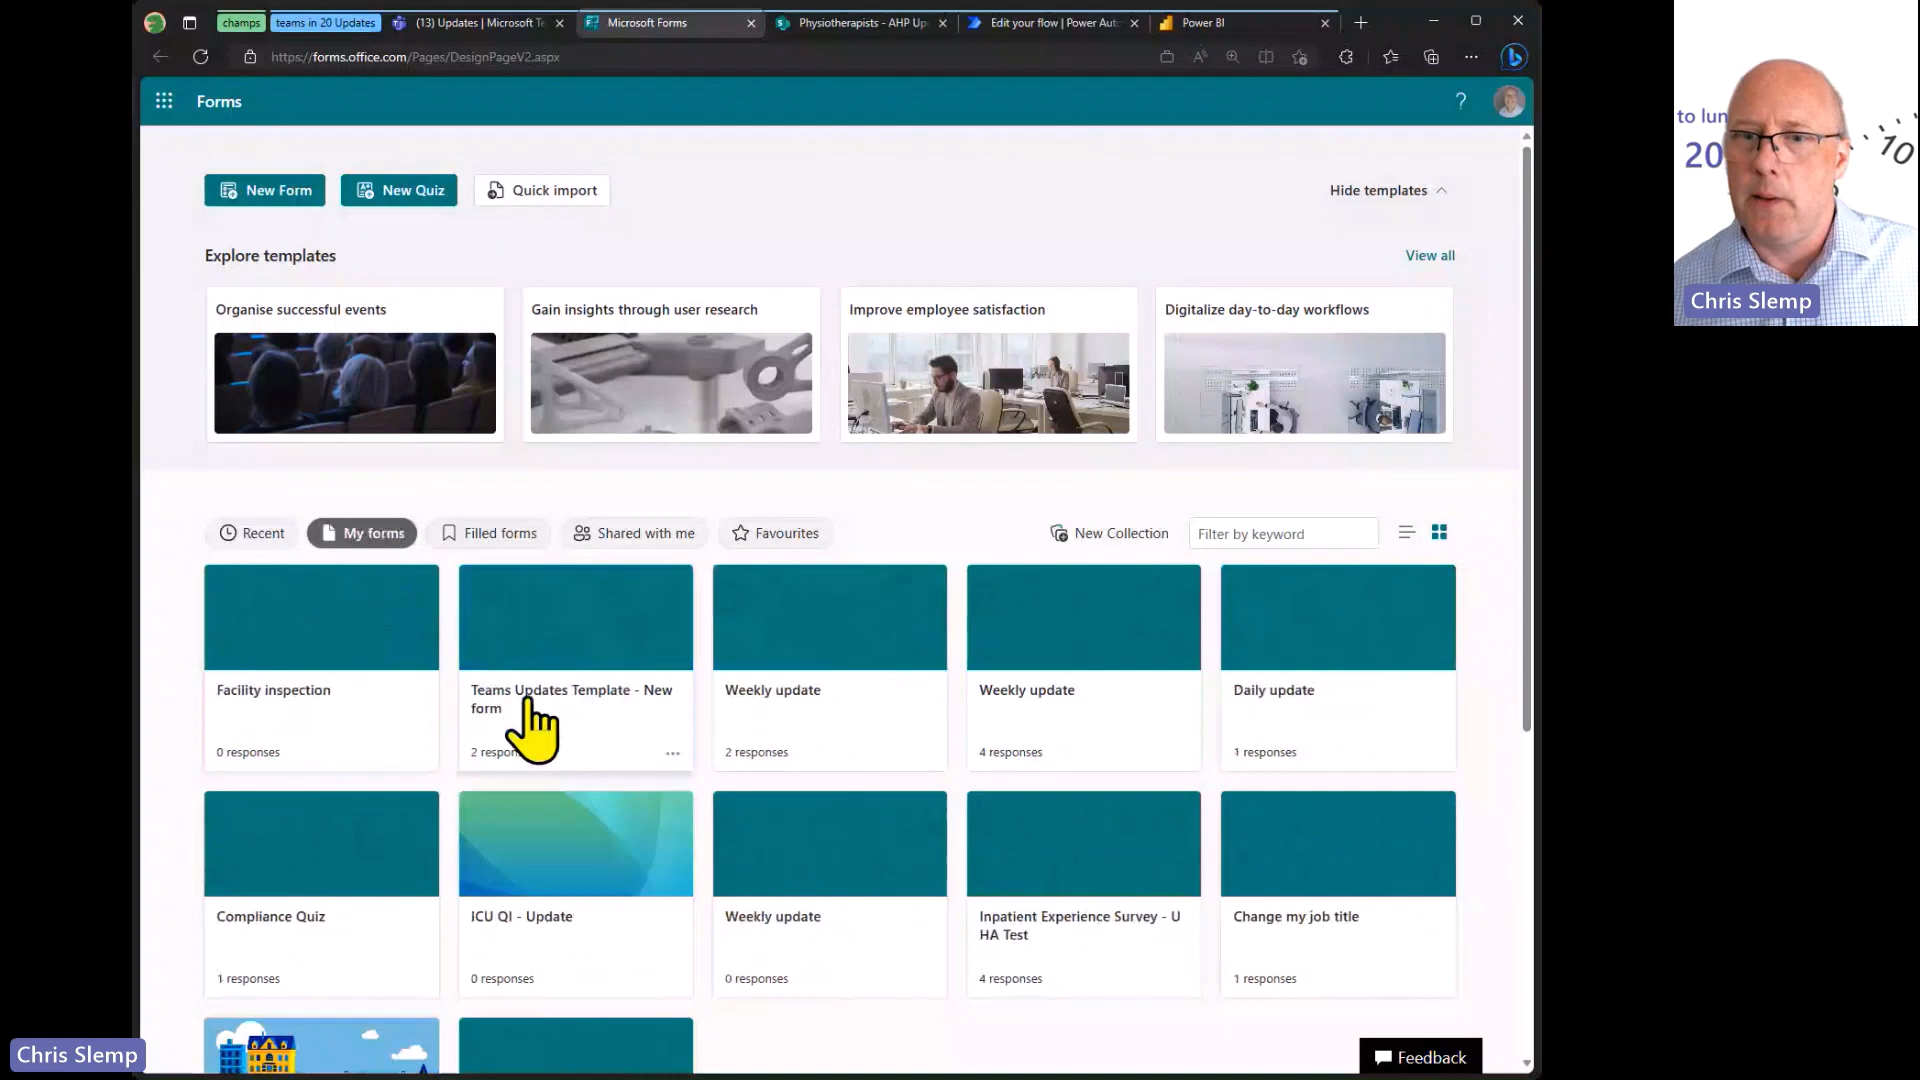 champs
teams in 20 Updates
(13) Updates | Microsoft Te
Microsoft Forms
Physiotherapists - AHP Up
Edit your flow | Power Aut
Power BI
https://forms.office.com/Pages/DesignPageV2.aspx
Forms
?
New Form
New Quiz
Quick import
Hide templates
Explore templates
View all
Organise successful events
Gain insights through user research
Improve employee satisfaction
Digitalize day-to-day workflows
Recent
My forms
Filled forms
Shared with me
Favourites
New Collection
Filter by keyword
Facility inspection
0 responses
Teams Updates Template - New
form
2 respon
Weekly update
2 responses
Weekly update
4 responses
Daily update
1 responses
Compliance Quiz
1 responses
ICU QI - Update
0 responses
Weekly update
0 responses
Inpatient Experience Survey - U
HA Test
4 responses
Change my job title
1 responses
Feedback
to lun
20
10
Chris Slemp
Chris Slemp